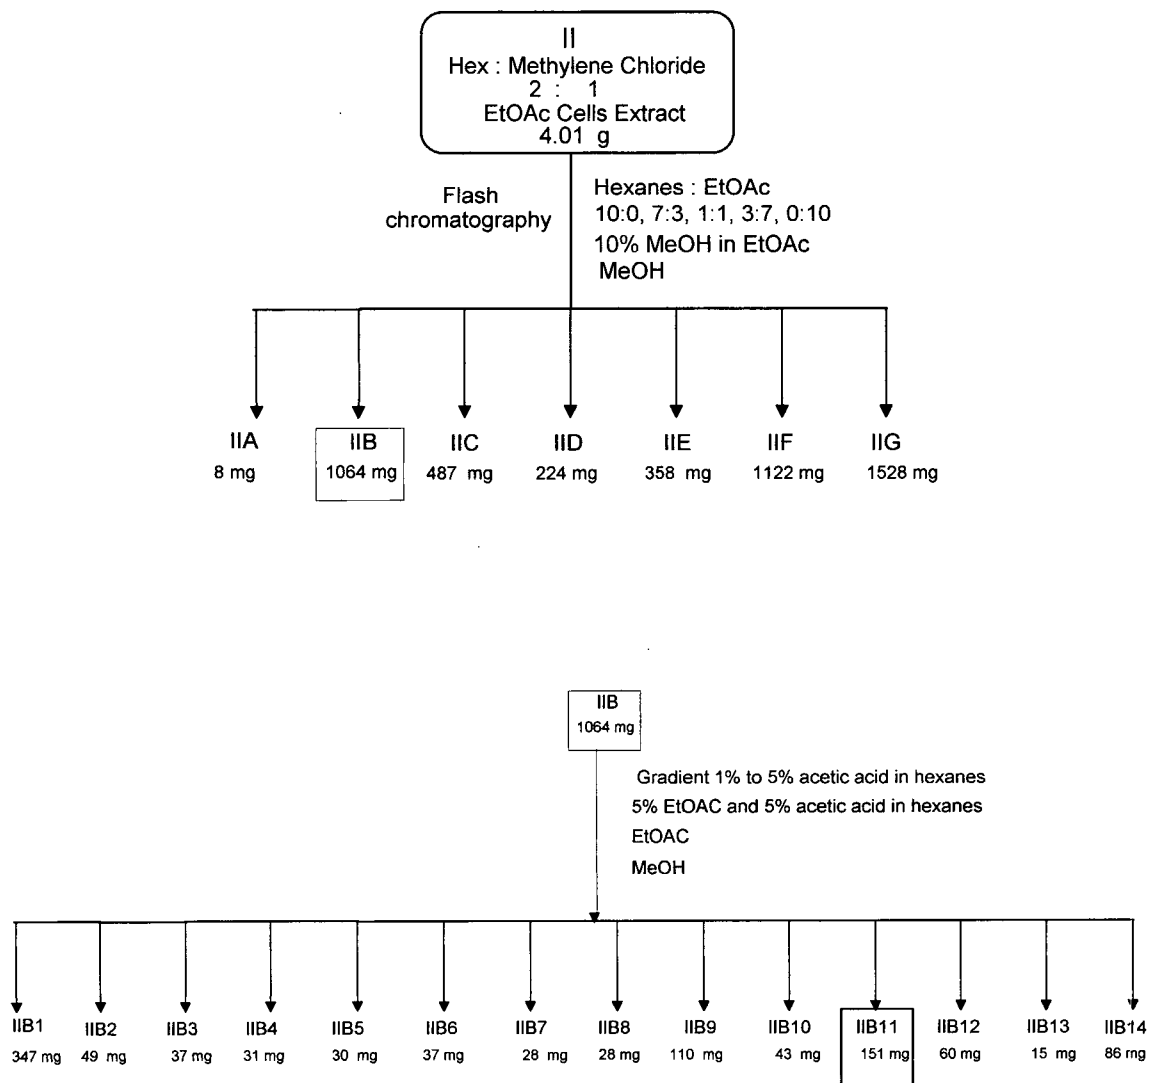 II
Hex : Methylene Chloride
2 : 1
EtOAc Cells Extract
4.01 g
Flash
chromatography
Hexanes : EtOAc
10:0, 7:3, 1:1, 3:7, 0:10
10% MeOH in EtOAc
MeOH
IIA IIB IIC IID IIE IIF IIG
8 mg 1064 mg 487 mg 224 mg 358 mg 1122 mg 1528 mg
IIB
1064 mg
Gradient 1% to 5% acetic acid in hexanes
5% EtOAC and 5% acetic acid in hexanes
EtOAC
MeOH
IIB1 IIB2 IIB3 IIB4 IIB5 IIB6 IIB7 IIB8 IIB9 IIB10 IIB11 IIB12 IIB13 IIB14
347 mg 49 mg 37 mg 31 mg 30 mg 37 mg 28 mg 28 mg 110 mg 43 mg 151 mg 60 mg 15 mg 86 mg